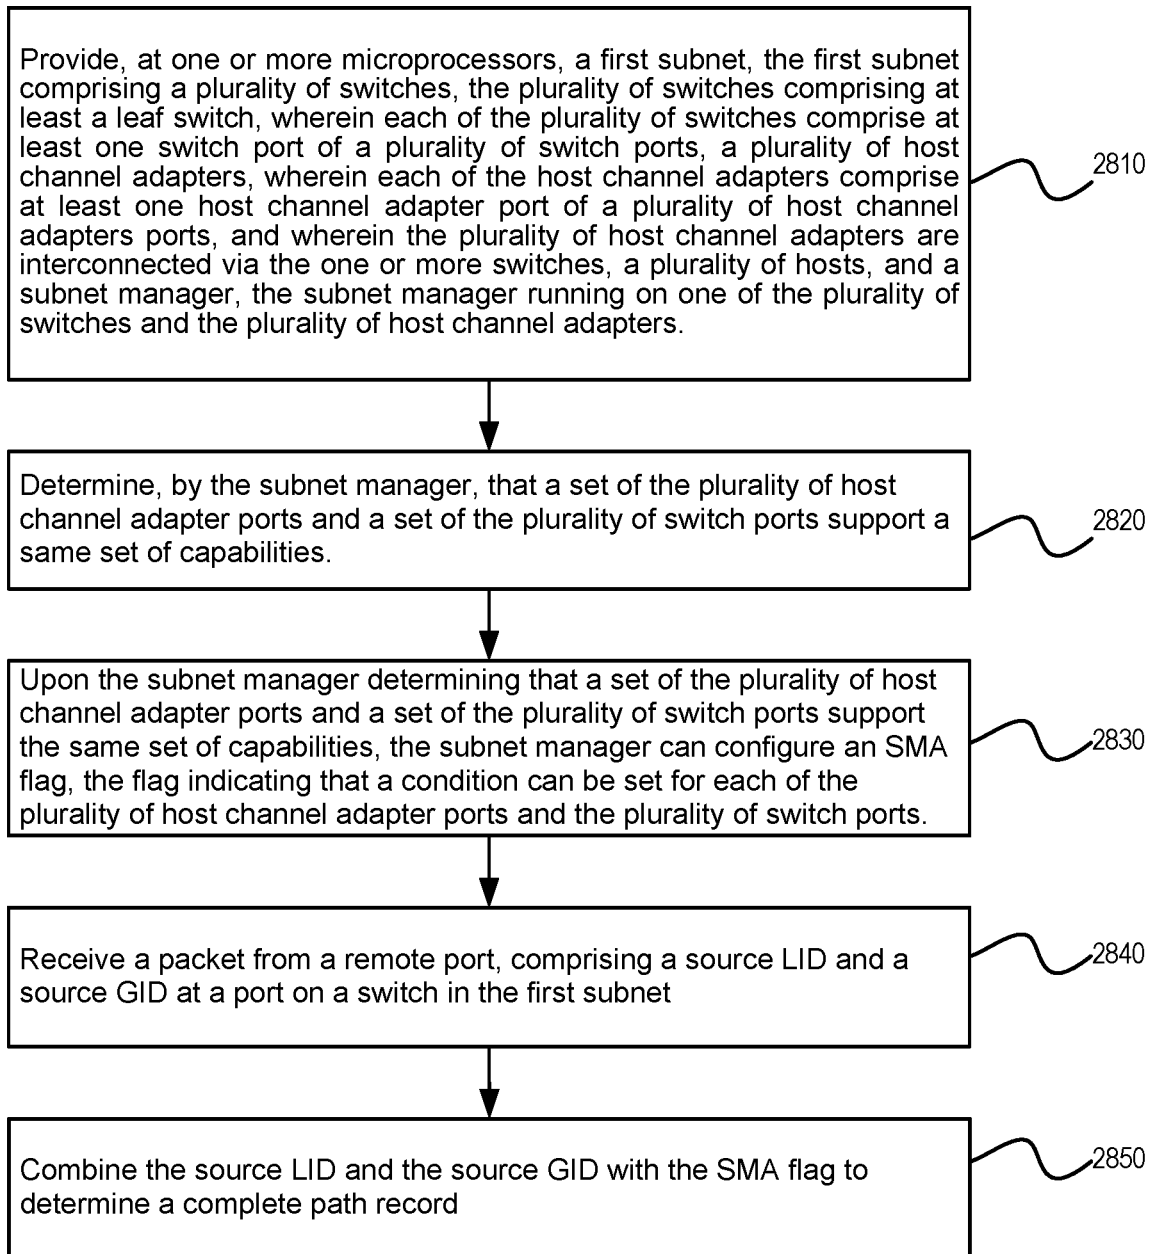 Provide, at one or more microprocessors, a first subnet, the first subnet
comprising a plurality of switches, the plurality of switches comprising at
least a leaf switch, wherein each of the plurality of switches comprise at
least one switch port of a plurality of switch ports, a plurality of host
channel adapters, wherein each of the host channel adapters comprise
at least one host channel adapter port of a plurality of host channel
adapters ports, and wherein the plurality of host channel adapters are
interconnected via the one or more switches, a plurality of hosts, and a
subnet manager, the subnet manager running on one of the plurality of
switches and the plurality of host channel adapters.
2810
Determine, by the subnet manager, that a set of the plurality of host
channel adapter ports and a set of the plurality of switch ports support a
same set of capabilities.
2820
Upon the subnet manager determining that a set of the plurality of host
channel adapter ports and a set of the plurality of switch ports support
the same set of capabilities, the subnet manager can configure an SMA
flag, the flag indicating that a condition can be set for each of the
plurality of host channel adapter ports and the plurality of switch ports.
2830
Receive a packet from a remote port, comprising a source LID and a
source GID at a port on a switch in the first subnet
2840
Combine the source LID and the source GID with the SMA flag to
determine a complete path record
2850